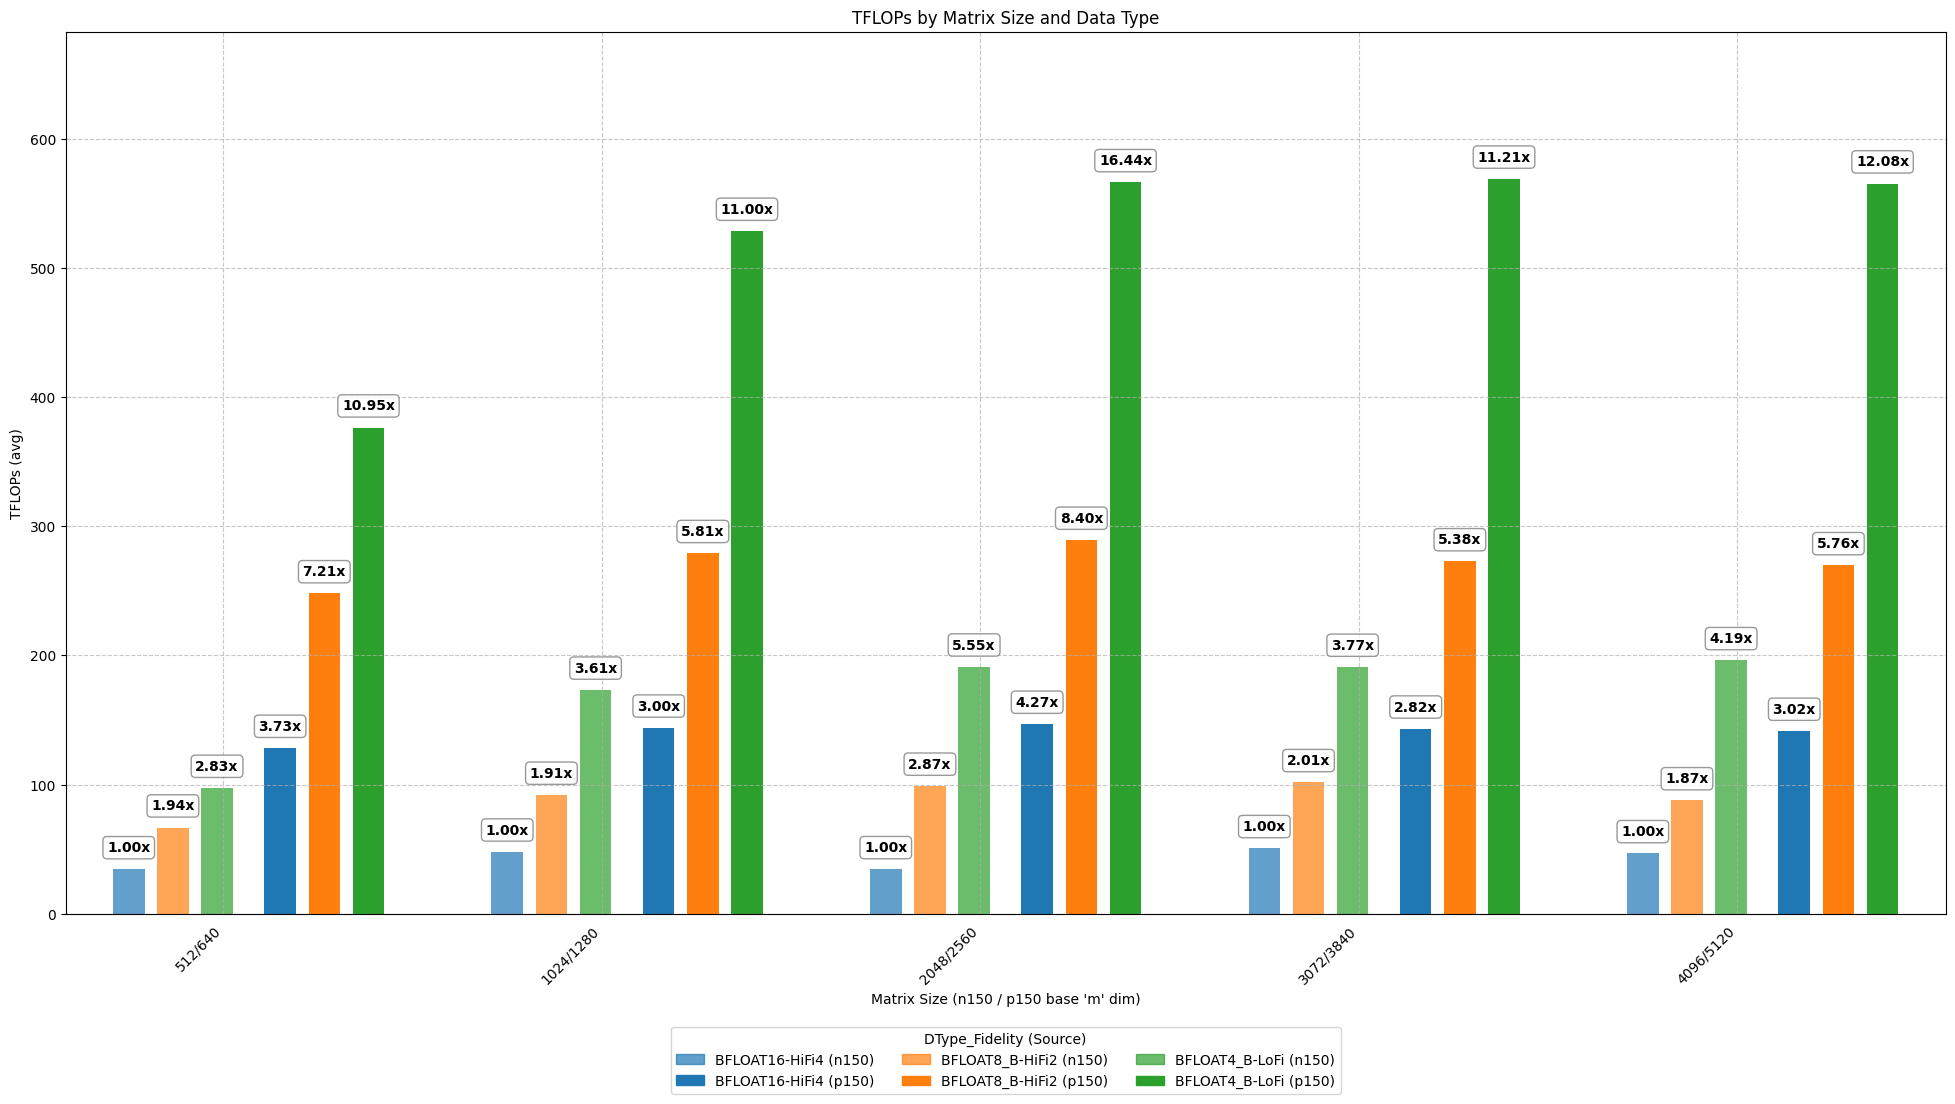 TFLOPs by Matrix Size and Data Type
TFLOPs (avg)
600
500
400
300
200
100
0
1.00x
1.94x
2.83x
3.73x
7.21x
10.95x
1.00x
1.91x
3.61x
3.00x
5.81x
11.00x
1.00x
2.87x
5.55x
4.27x
8.40x
16.44x
1.00x
2.01x
3.77x
2.82x
5.38x
11.21x
1.00x
1.87x
4.19x
3.02x
5.76x
12.08x
512/640
1024/1280
2048/2560
3072/3840
4096/5120
Matrix Size (n150 / p150 base 'm' dim)
DType_Fidelity (Source)
BFLOAT16-HiFi4 (n150)
BFLOAT16-HiFi4 (p150)
BFLOAT8_B-HiFi2 (n150)
BFLOAT8_B-HiFi2 (p150)
BFLOAT4_B-LoFi (n150)
BFLOAT4_B-LoFi (p150)